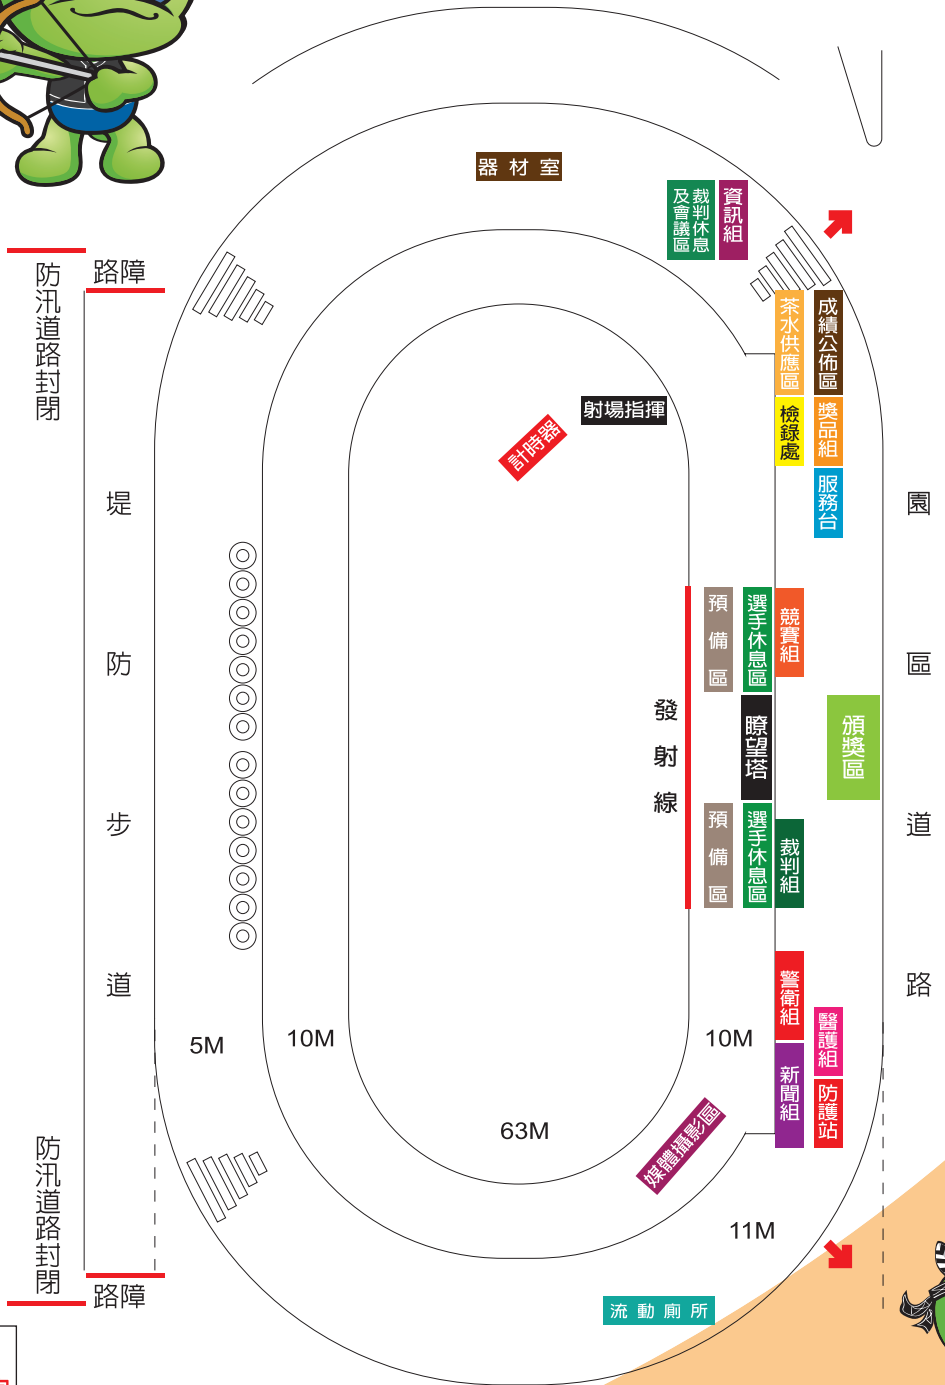 器材室
裁判休息
及會議區
資訊組
路障
防汛道路封閉
茶水供應區
成績公佈區
射場指揮
計時器
檢錄處
獎品組
服務台
堤防步道
園區道路
預備區
選手休息區
競賽組
發射線
瞭望塔
頒獎區
預備區
選手休息區
裁判組
警衛組
醫護組
5M
10M
10M
新聞組
防護站
63M
媒體攝影區
防汛道路封閉
11M
路障
流動廁所